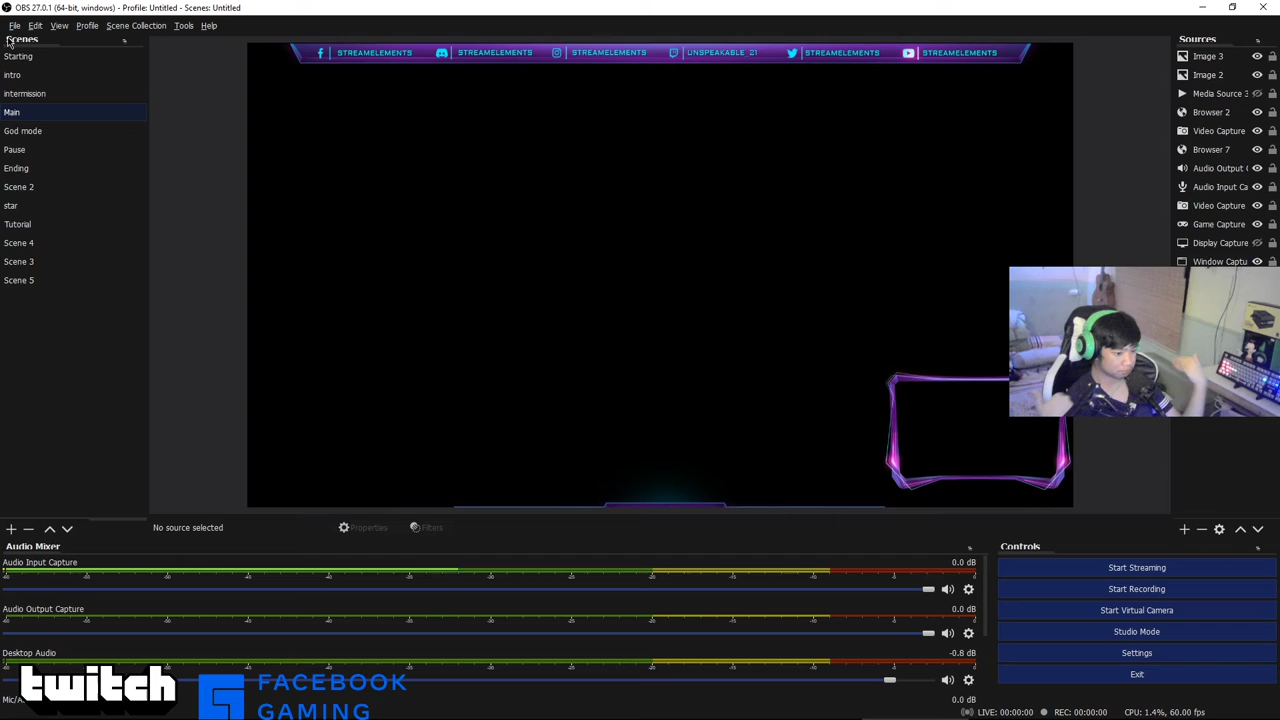 OBS 27.0.1 (64-bit, windows) - Profile: Untitled - Scenes: Untitled
File Edit View Profile Scene Collection Tools Help
Scenes
Starting
intro
intermission
Main
God mode
Pause
Ending
Scene 2
star
Tutorial
Scene 4
Scene 3
Scene 5
STREAMELEMENTS STREAMELEMENTS STREAMELEMENTS UNSPEAKABLE_21 STREAMELEMENTS STREAMELEMENTS
Sources
Image 3
Image 2
Media Source 3
Browser 2
Video Capture
Browser 7
Audio Output (
Audio Input Ca
Video Capture
Game Capture
Display Capture
Window Captu
No source selected Properties Filters
Audio Mixer
Audio Input Capture 0.0 dB
Audio Output Capture 0.0 dB
Desktop Audio -0.8 dB
0.0 dB
Controls
Start Streaming
Start Recording
Start Virtual Camera
Studio Mode
Settings
Exit
twitch
FACEBOOK
GAMING
LIVE: 00:00:00 REC: 00:00:00 CPU: 1.4%, 60.00 fps